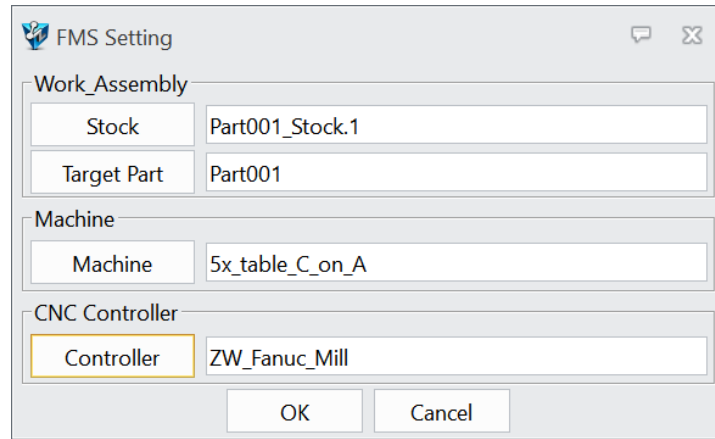 FMS Setting
Work_Assembly
Stock Part001_Stock.1
Target Part Part001
Machine
Machine 5x_table_C_on_A
CNC Controller
Controller ZW_Fanuc_Mill
OK Cancel